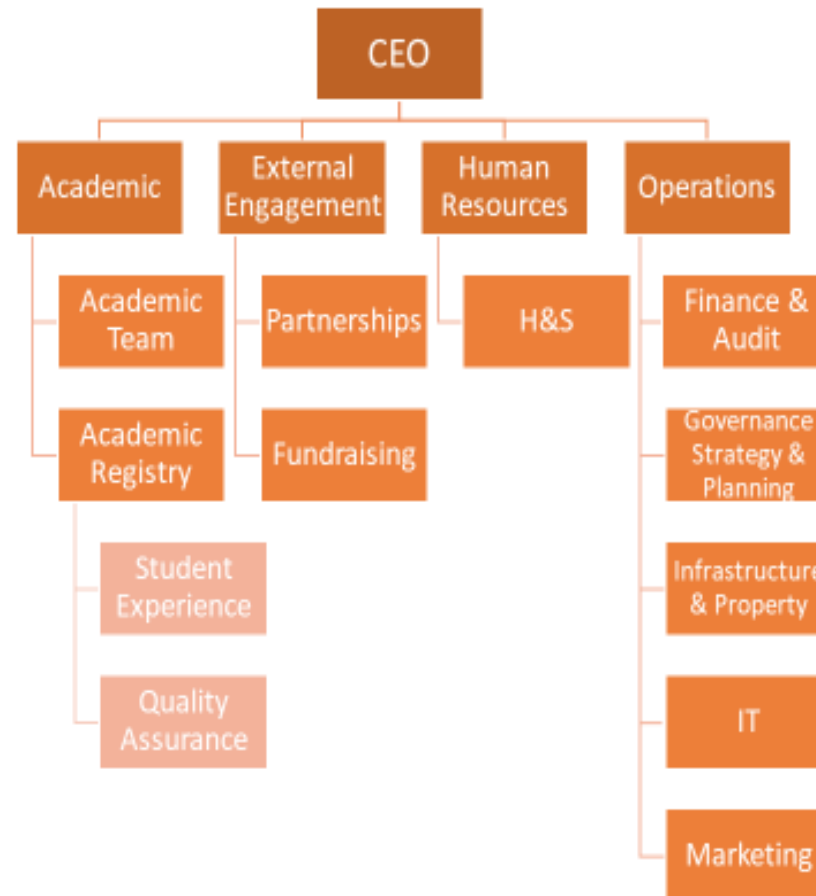 CEO
Academic
External
Engagement
Human
Resources
Operations
Academic
Team
Partnerships
H&S
Finance &
Audit
Academic
Registry
Fundraising
Governance
Strategy &
Planning
Student
Experience
Infrastructure
& Property
Quality
Assurance
IT
Marketing